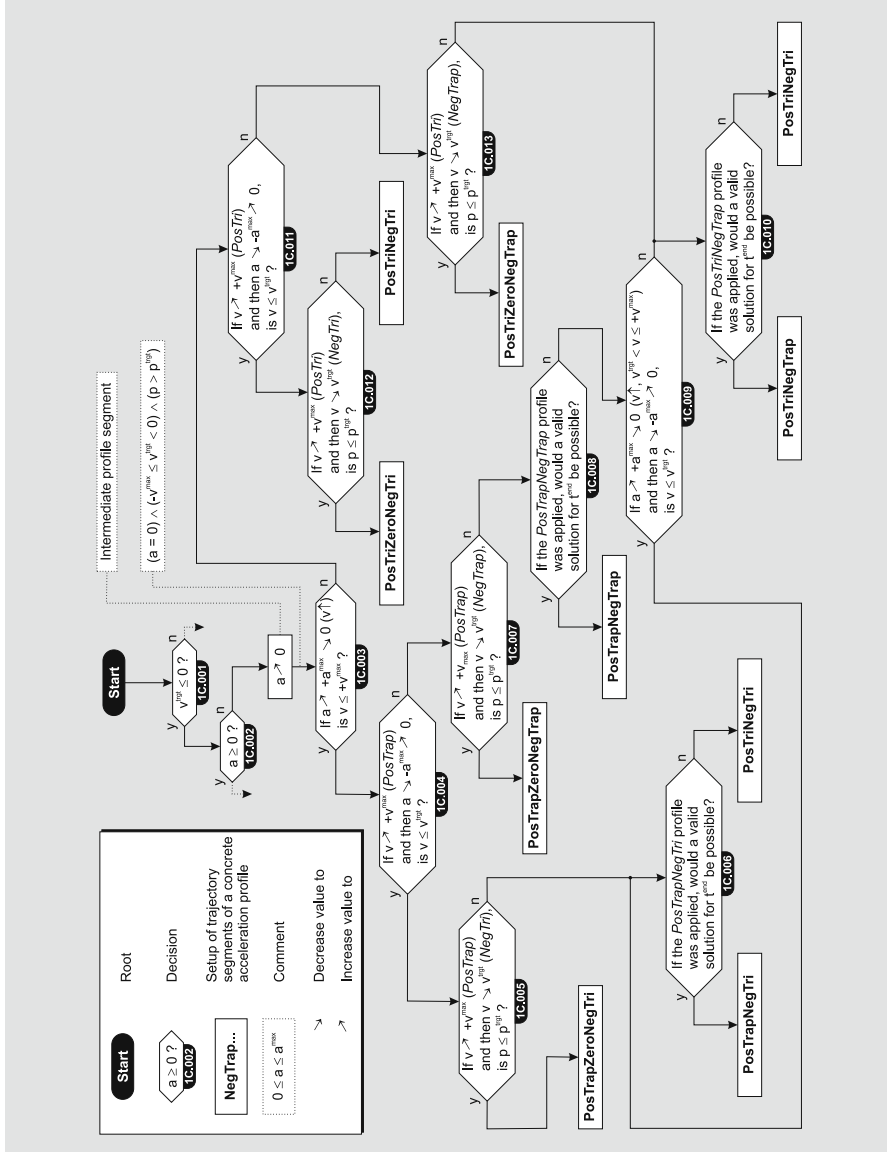 Start
Root
a ≥ 0 ?
1C.002
Decision
NegTrap...
Setup of trajectory
segments of a concrete
acceleration profile
0 ≤ a ≤ a^max
Comment
↘ Decrease value to
↗ Increase value to
Start
v^trgt ≤ 0 ?
1C.001
y
n
a ≥ 0 ?
1C.002
y
n
a↗ 0
Intermediate profile segment
(a = 0) ∧ (-v^max ≤ v^trgt < 0) ∧ (p > p^trgt)
If a↗ +a^max ↘ 0 (v↑)
is v ≤ +v^max ?
1C.003
y
n
If v↗ +v^max (PosTrap)
and then a ↘ -a^max ↗ 0,
is v ≤ v^trgt ?
1C.004
y
n
If v↗ +v^max (PosTri)
and then a ↘ -a^max ↗ 0,
is v ≤ v^trgt ?
1C.011
y
n
If v↗ +v^max (PosTri)
and then v ↘ v^trgt (NegTri),
is p ≤ p^trgt ?
1C.012
y
n
PosTriZeroNegTri
PosTriNegTri
If v↗ +v^max (PosTri)
and then v ↘ v^trgt (NegTrap),
is p ≤ p^trgt ?
1C.013
y
n
PosTriZeroNegTrap
If v↗ +v^max (PosTrap)
and then v ↘ v^trgt (NegTri),
is p ≤ p^trgt ?
1C.005
y
n
PosTrapZeroNegTri
If v↗ +v_max (PosTrap)
and then v ↘ v^trgt (NegTrap),
is p ≤ p^trgt ?
1C.007
y
n
PosTrapZeroNegTrap
If the PosTrapNegTrap profile
was applied, would a valid
solution for t^end be possible?
1C.008
y
n
PosTrapNegTrap
If a↗ +a^max ↘ 0 (v↑, v^trgt < v ≤ +v^max)
and then a ↘ -a^max ↗ 0,
is v ≤ v^trgt ?
1C.009
y
n
If the PosTrapNegTri profile
was applied, would a valid
solution for t^end be possible?
1C.006
y
n
PosTrapNegTri
PosTriNegTri
If the PosTriNegTrap profile
was applied, would a valid
solution for t^end be possible?
1C.010
y
n
PosTriNegTrap
PosTriNegTri